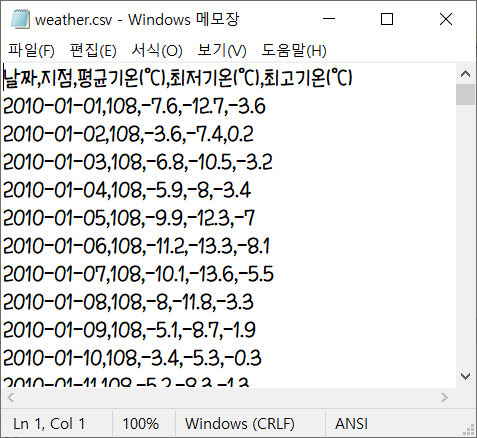 weather.csv - Windows 메모장
파일(F) 편집(E) 서식(O) 보기(V) 도움말(H)
날짜,지점,평균기온(℃),최저기온(℃),최고기온(℃)
2010-01-01,108,-7.6,-12.7,-3.6
2010-01-02,108,-3.6,-7.4,0.2
2010-01-03,108,-6.8,-10.5,-3.2
2010-01-04,108,-5.9,-8,-3.4
2010-01-05,108,-9.9,-12.3,-7
2010-01-06,108,-11.2,-13.3,-8.1
2010-01-07,108,-10.1,-13.6,-5.5
2010-01-08,108,-8,-11.8,-3.3
2010-01-09,108,-5.1,-8.7,-1.9
2010-01-10,108,-3.4,-5.3,-0.3
2010-01-11,108,-5.2,-8.3,-1.3
Ln 1, Col 1 100% Windows (CRLF) ANSI